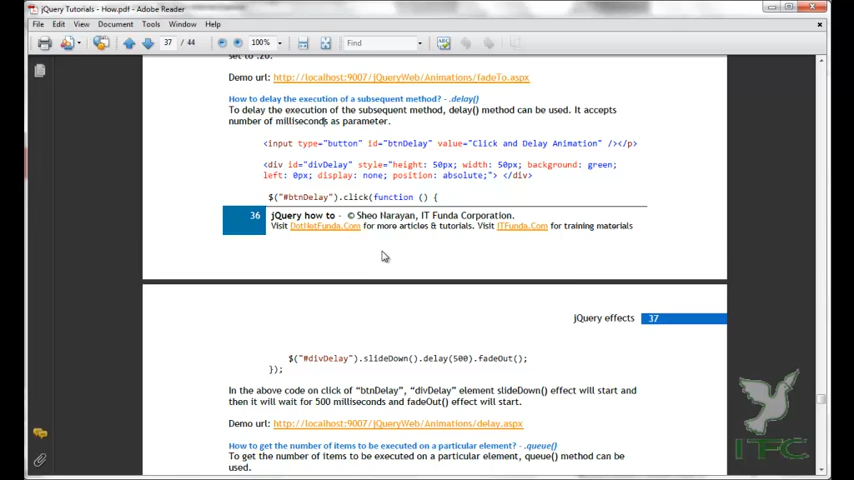 jQuery Tutorials - How.pdf - Adobe Reader
File Edit View Document Tools Window Help
37 / 44 100% Find
set to .20.
Demo url: http://localhost:9007/jQueryWeb/Animations/fadeTo.aspx
How to delay the execution of a subsequent method? - .delay()
To delay the execution of the subsequent method, delay() method can be used. It accepts
number of milliseconds as parameter.
<input type="button" id="btnDelay" value="Click and Delay Animation" /></p>
<div id="divDelay" style="height: 50px; width: 50px; background: green;
left: 0px; display: none; position: absolute;"> </div>
$("#btnDelay").click(function () {
36 jQuery how to - © Sheo Narayan, IT Funda Corporation.
Visit DotNetFunda.Com for more articles & tutorials. Visit ITFunda.Com for training materials
jQuery effects 37
$("#divDelay").slideDown().delay(500).fadeOut();
});
In the above code on click of "btnDelay", "divDelay" element slideDown() effect will start and
then it will wait for 500 milliseconds and fadeOut() effect will start.
Demo url: http://localhost:9007/jQueryWeb/Animations/delay.aspx
How to get the number of items to be executed on a particular element? - .queue()
To get the number of items to be executed on a particular element, queue() method can be
used.
ITFC